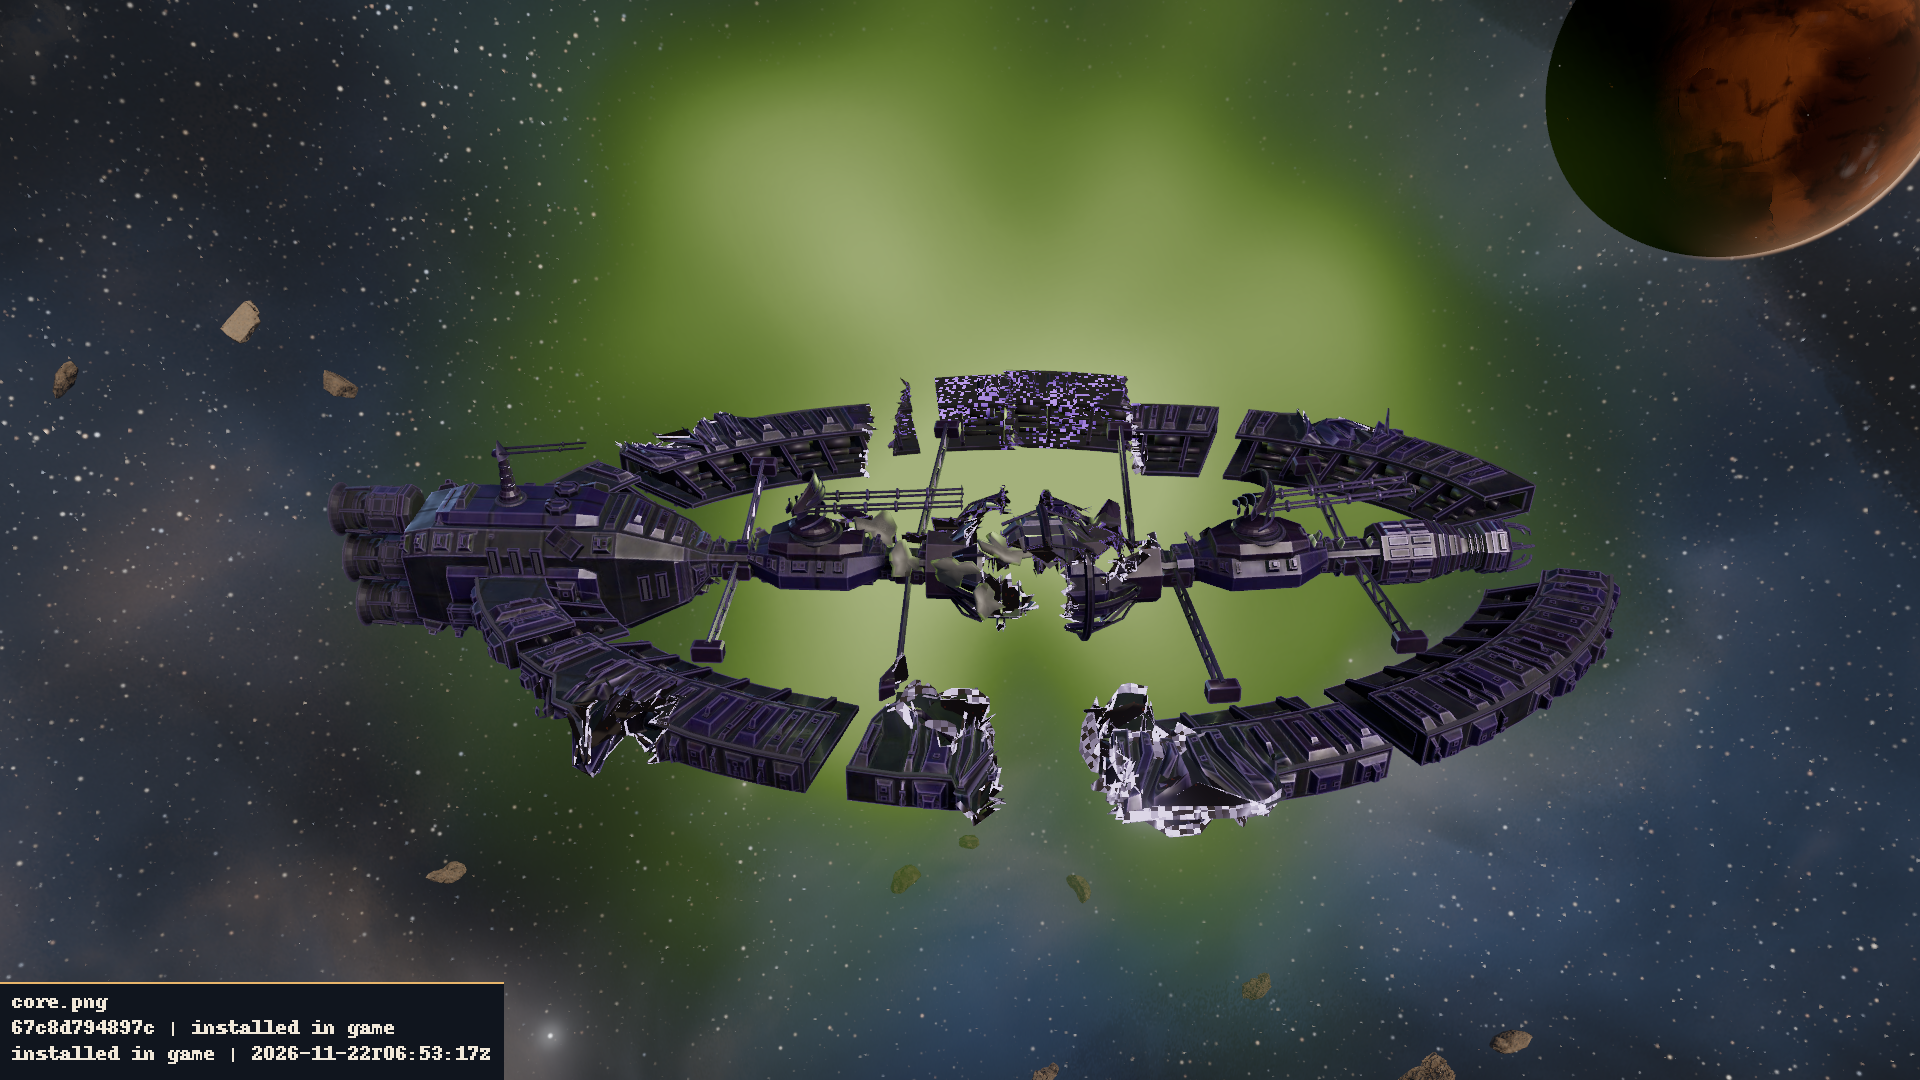 core.png
67c8d794897c | installed in game
installed in game | 2026-11-22T06:53:17Z